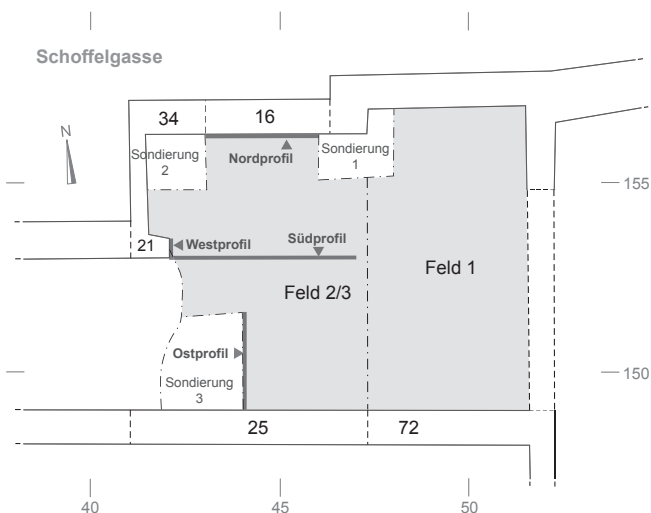 Schoffelgasse
34
16
N
Sondierung
2
Nordprofil
Sondierung
1
155
21
Westprofil
Südprofil
Feld 1
Feld 2/3
Ostprofil
Sondierung
3
150
25
72
40
45
50